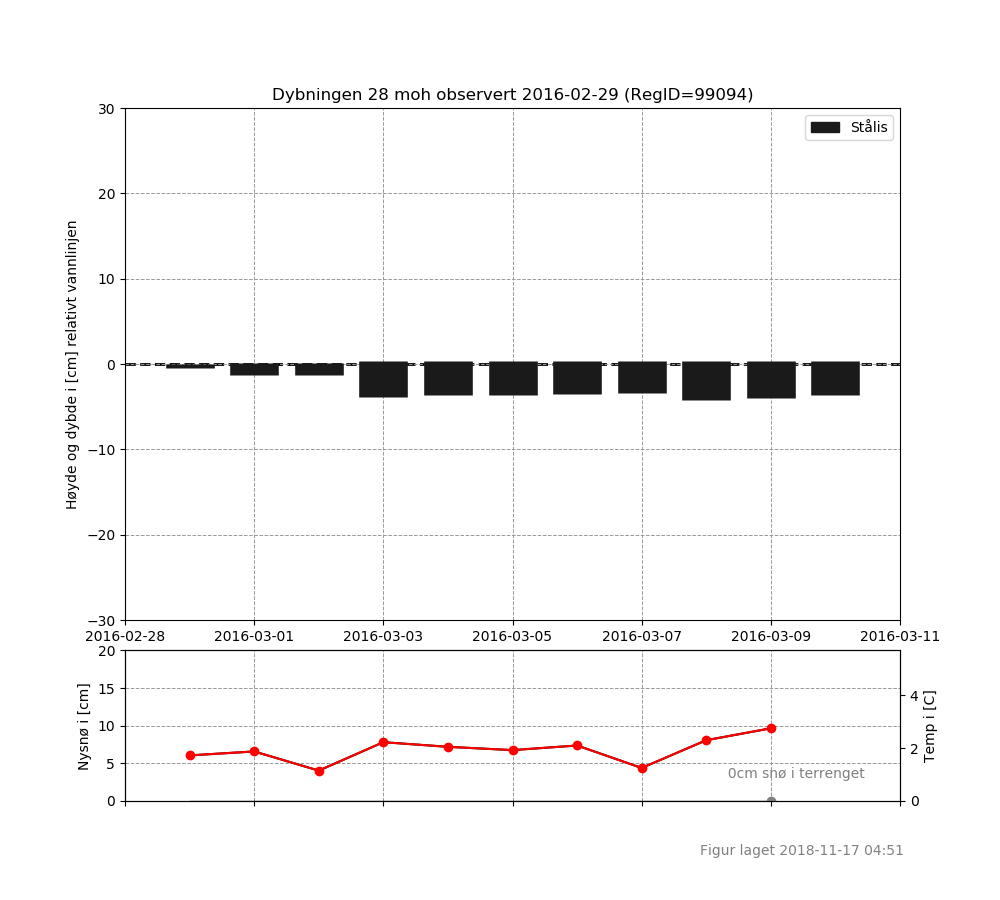 Dybningen 28 moh observert 2016-02-29 (RegID=99094)
Stålis
Høyde og dybde i [cm] relativt vannlinjen
30
20
10
0
−10
−20
−30
2016-02-28 2016-03-01 2016-03-03 2016-03-05 2016-03-07 2016-03-09 2016-03-11
Nysnø i [cm]
20
15
10
5
0
4
2
0
Temp i [C]
0cm snø i terrenget
Figur laget 2018-11-17 04:51